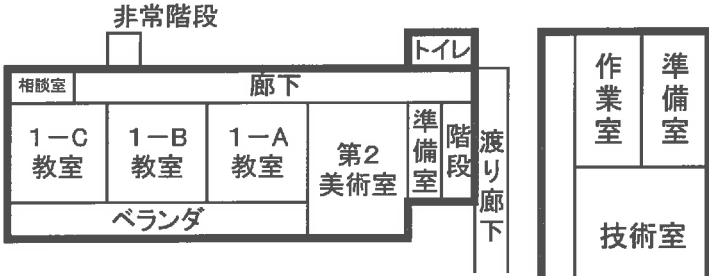 非常階段
トイレ
相談室
廊下
1－C
教室
1－B
教室
1－A
教室
第2
美術室
準備室
階段
渡り廊下
ベランダ
作業室
準備室
技術室